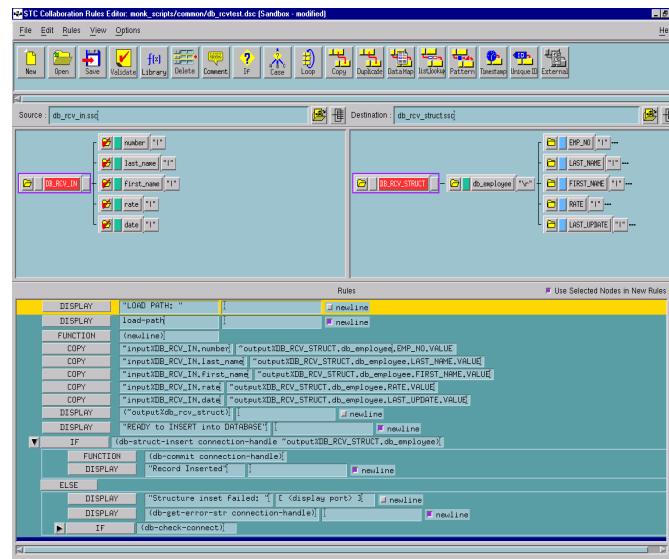 STC Collaboration Rules Editor: monk_scripts/common/db_rcvtest.dsc (Sandbox - modified)
File Edit Rules View Options He
New Open Save Validate Library Delete Comment If Case Loop Copy Duplicate DataMap ListLookup Pattern Timestamp Unique ID External
f(x) ID
Source : db_rcv_in.ssc Destination : db_rcv_struct.ssc
number "|" EMP_NO "|"
last_name "|" LAST_NAME "|"
DB_RCV_IN first_name "|" DB_RCV_STRUCT db_employee "\r" FIRST_NAME "|"
rate "|" RATE "|"
date "|" LAST_UPDATE "|"
Rules Use Selected Nodes in New Rules
DISPLAY "LOAD PATH: " newline
DISPLAY load-path newline
FUNCTION (newline)
COPY ~input%DB_RCV_IN.number ~output%DB_RCV_STRUCT.db_employee.EMP_NO.VALUE
COPY ~input%DB_RCV_IN.last_name ~output%DB_RCV_STRUCT.db_employee.LAST_NAME.VALUE
COPY ~input%DB_RCV_IN.first_name ~output%DB_RCV_STRUCT.db_employee.FIRST_NAME.VALUE
COPY ~input%DB_RCV_IN.rate ~output%DB_RCV_STRUCT.db_employee.RATE.VALUE
COPY ~input%DB_RCV_IN.date ~output%DB_RCV_STRUCT.db_employee.LAST_UPDATE.VALUE
DISPLAY (~output%db_rcv_struct) newline
DISPLAY "READY to INSERT into DATABASE" newline
IF (db-struct-insert connection-handle ~output%DB_RCV_STRUCT.db_employee)
FUNCTION (db-commit connection-handle)
DISPLAY "Record Inserted" newline
ELSE
DISPLAY "Structure inset failed: " [ <display port> ] newline
DISPLAY (db-get-error-str connection-handle) newline
IF (db-check-connect)